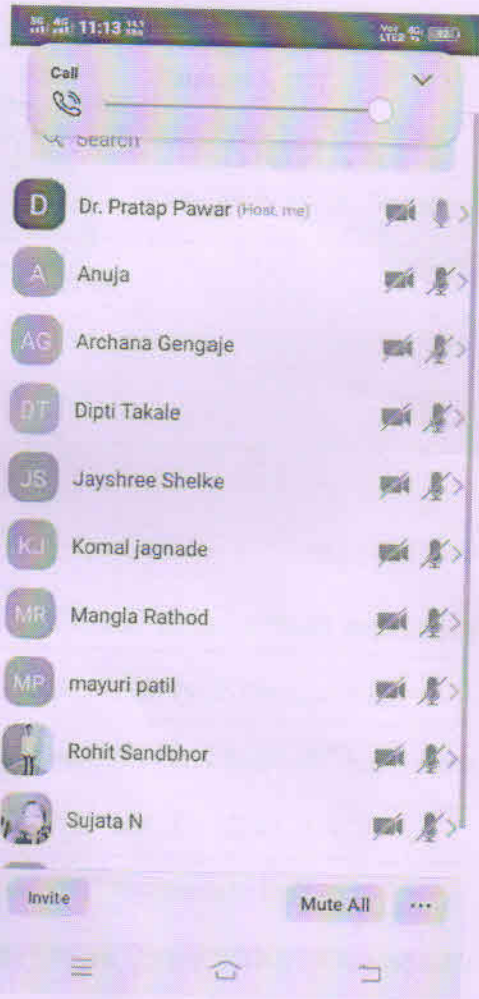 11:13
Call
Search
D Dr. Pratap Pawar (Host, me)
A Anuja
AG Archana Gengaje
DT Dipti Takale
JS Jayshree Shelke
KJ Komal jagnade
MR Mangla Rathod
MP mayuri patil
Rohit Sandbhor
Sujata N
Invite
Mute All ...